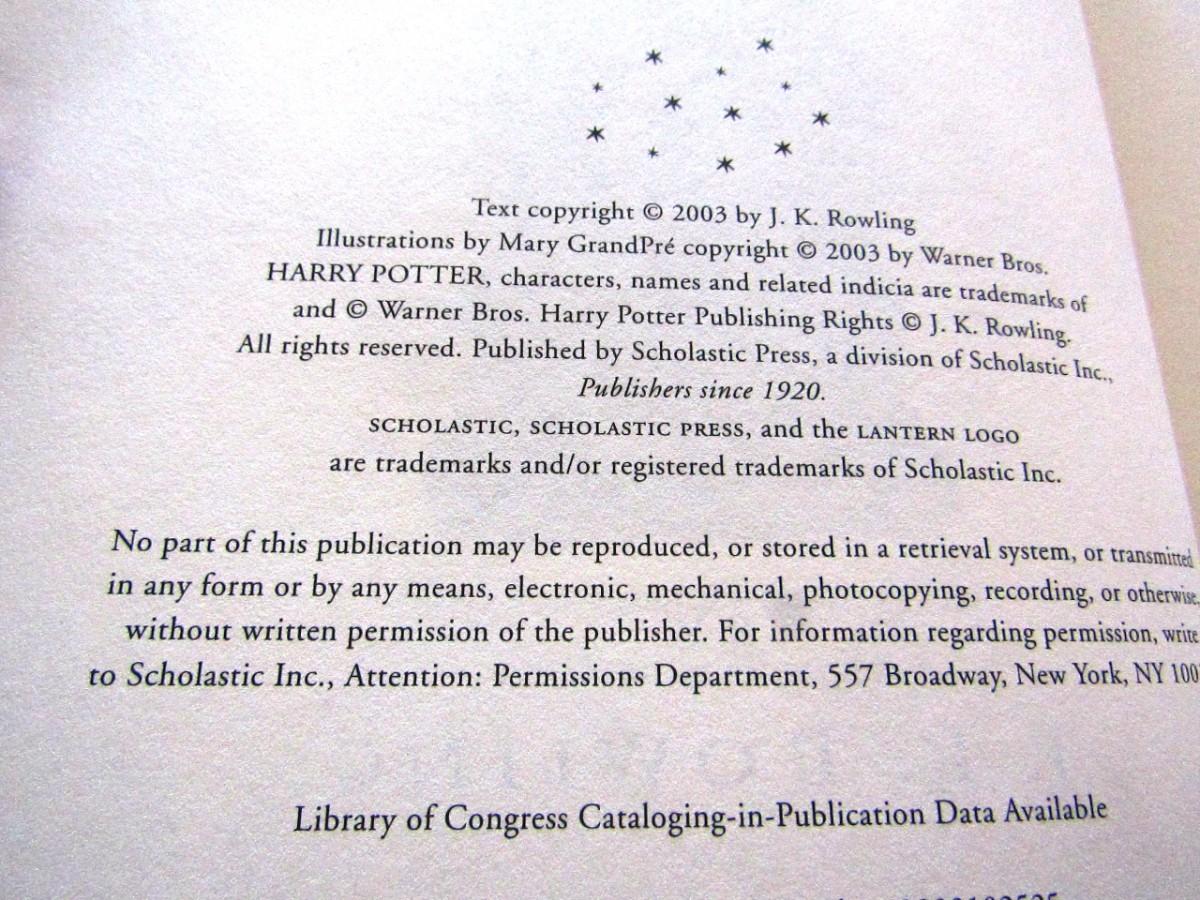 Text copyright © 2003 by J. K. Rowling
Illustrations by Mary GrandPré copyright © 2003 by Warner Bros.
HARRY POTTER, characters, names and related indicia are trademarks of
and © Warner Bros. Harry Potter Publishing Rights © J. K. Rowling.
All rights reserved. Published by Scholastic Press, a division of Scholastic Inc.,
Publishers since 1920.
SCHOLASTIC, SCHOLASTIC PRESS, and the LANTERN LOGO
are trademarks and/or registered trademarks of Scholastic Inc.
No part of this publication may be reproduced, or stored in a retrieval system, or transmitted
in any form or by any means, electronic, mechanical, photocopying, recording, or otherwise,
without written permission of the publisher. For information regarding permission, write
to Scholastic Inc., Attention: Permissions Department, 557 Broadway, New York, NY 100
Library of Congress Cataloging-in-Publication Data Available